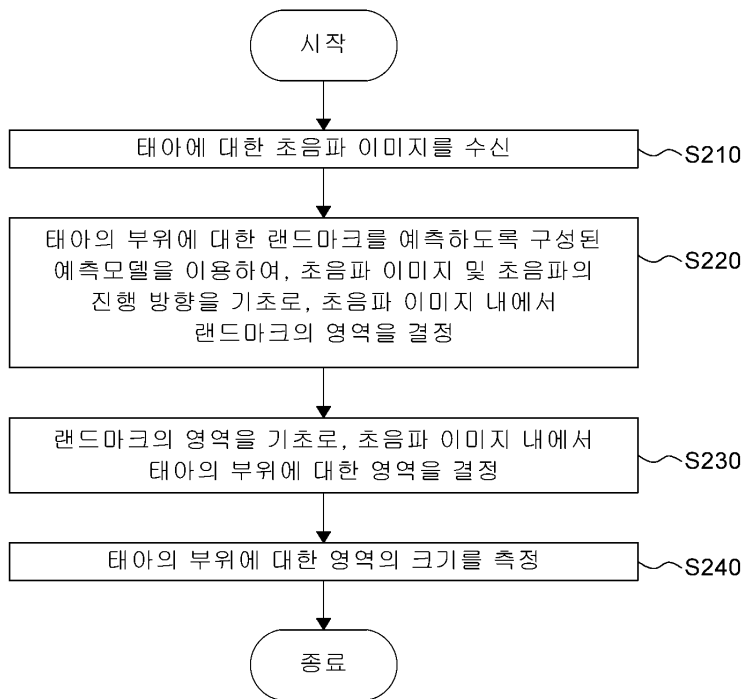 시작
태아에 대한 초음파 이미지를 수신
S210
태아의 부위에 대한 랜드마크를 예측하도록 구성된
예측모델을 이용하여, 초음파 이미지 및 초음파의
진행 방향을 기초로, 초음파 이미지 내에서
랜드마크의 영역을 결정
S220
랜드마크의 영역을 기초로, 초음파 이미지 내에서
태아의 부위에 대한 영역을 결정
S230
태아의 부위에 대한 영역의 크기를 측정
S240
종료